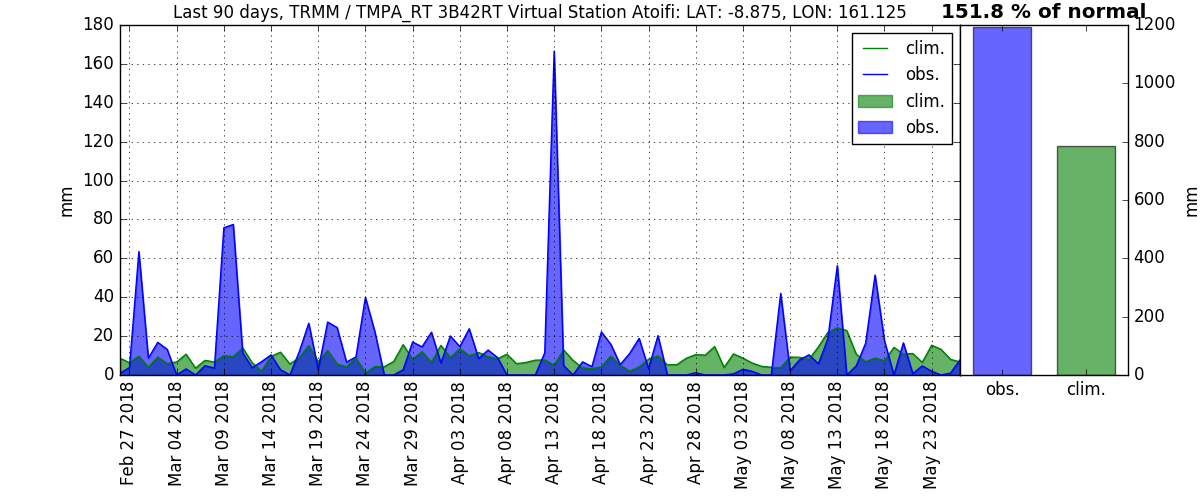 Last 90 days, TRMM / TMPA_RT 3B42RT Virtual Station Atoifi: LAT: -8.875, LON: 161.125
151.8 % of normal
180
160
140
120
100
80
60
40
20
0
mm
clim.
obs.
clim.
obs.
Feb 27 2018
Mar 04 2018
Mar 09 2018
Mar 14 2018
Mar 19 2018
Mar 24 2018
Mar 29 2018
Apr 03 2018
Apr 08 2018
Apr 13 2018
Apr 18 2018
Apr 23 2018
Apr 28 2018
May 03 2018
May 08 2018
May 13 2018
May 18 2018
May 23 2018
1200
1000
800
600
400
200
0
mm
obs.
clim.